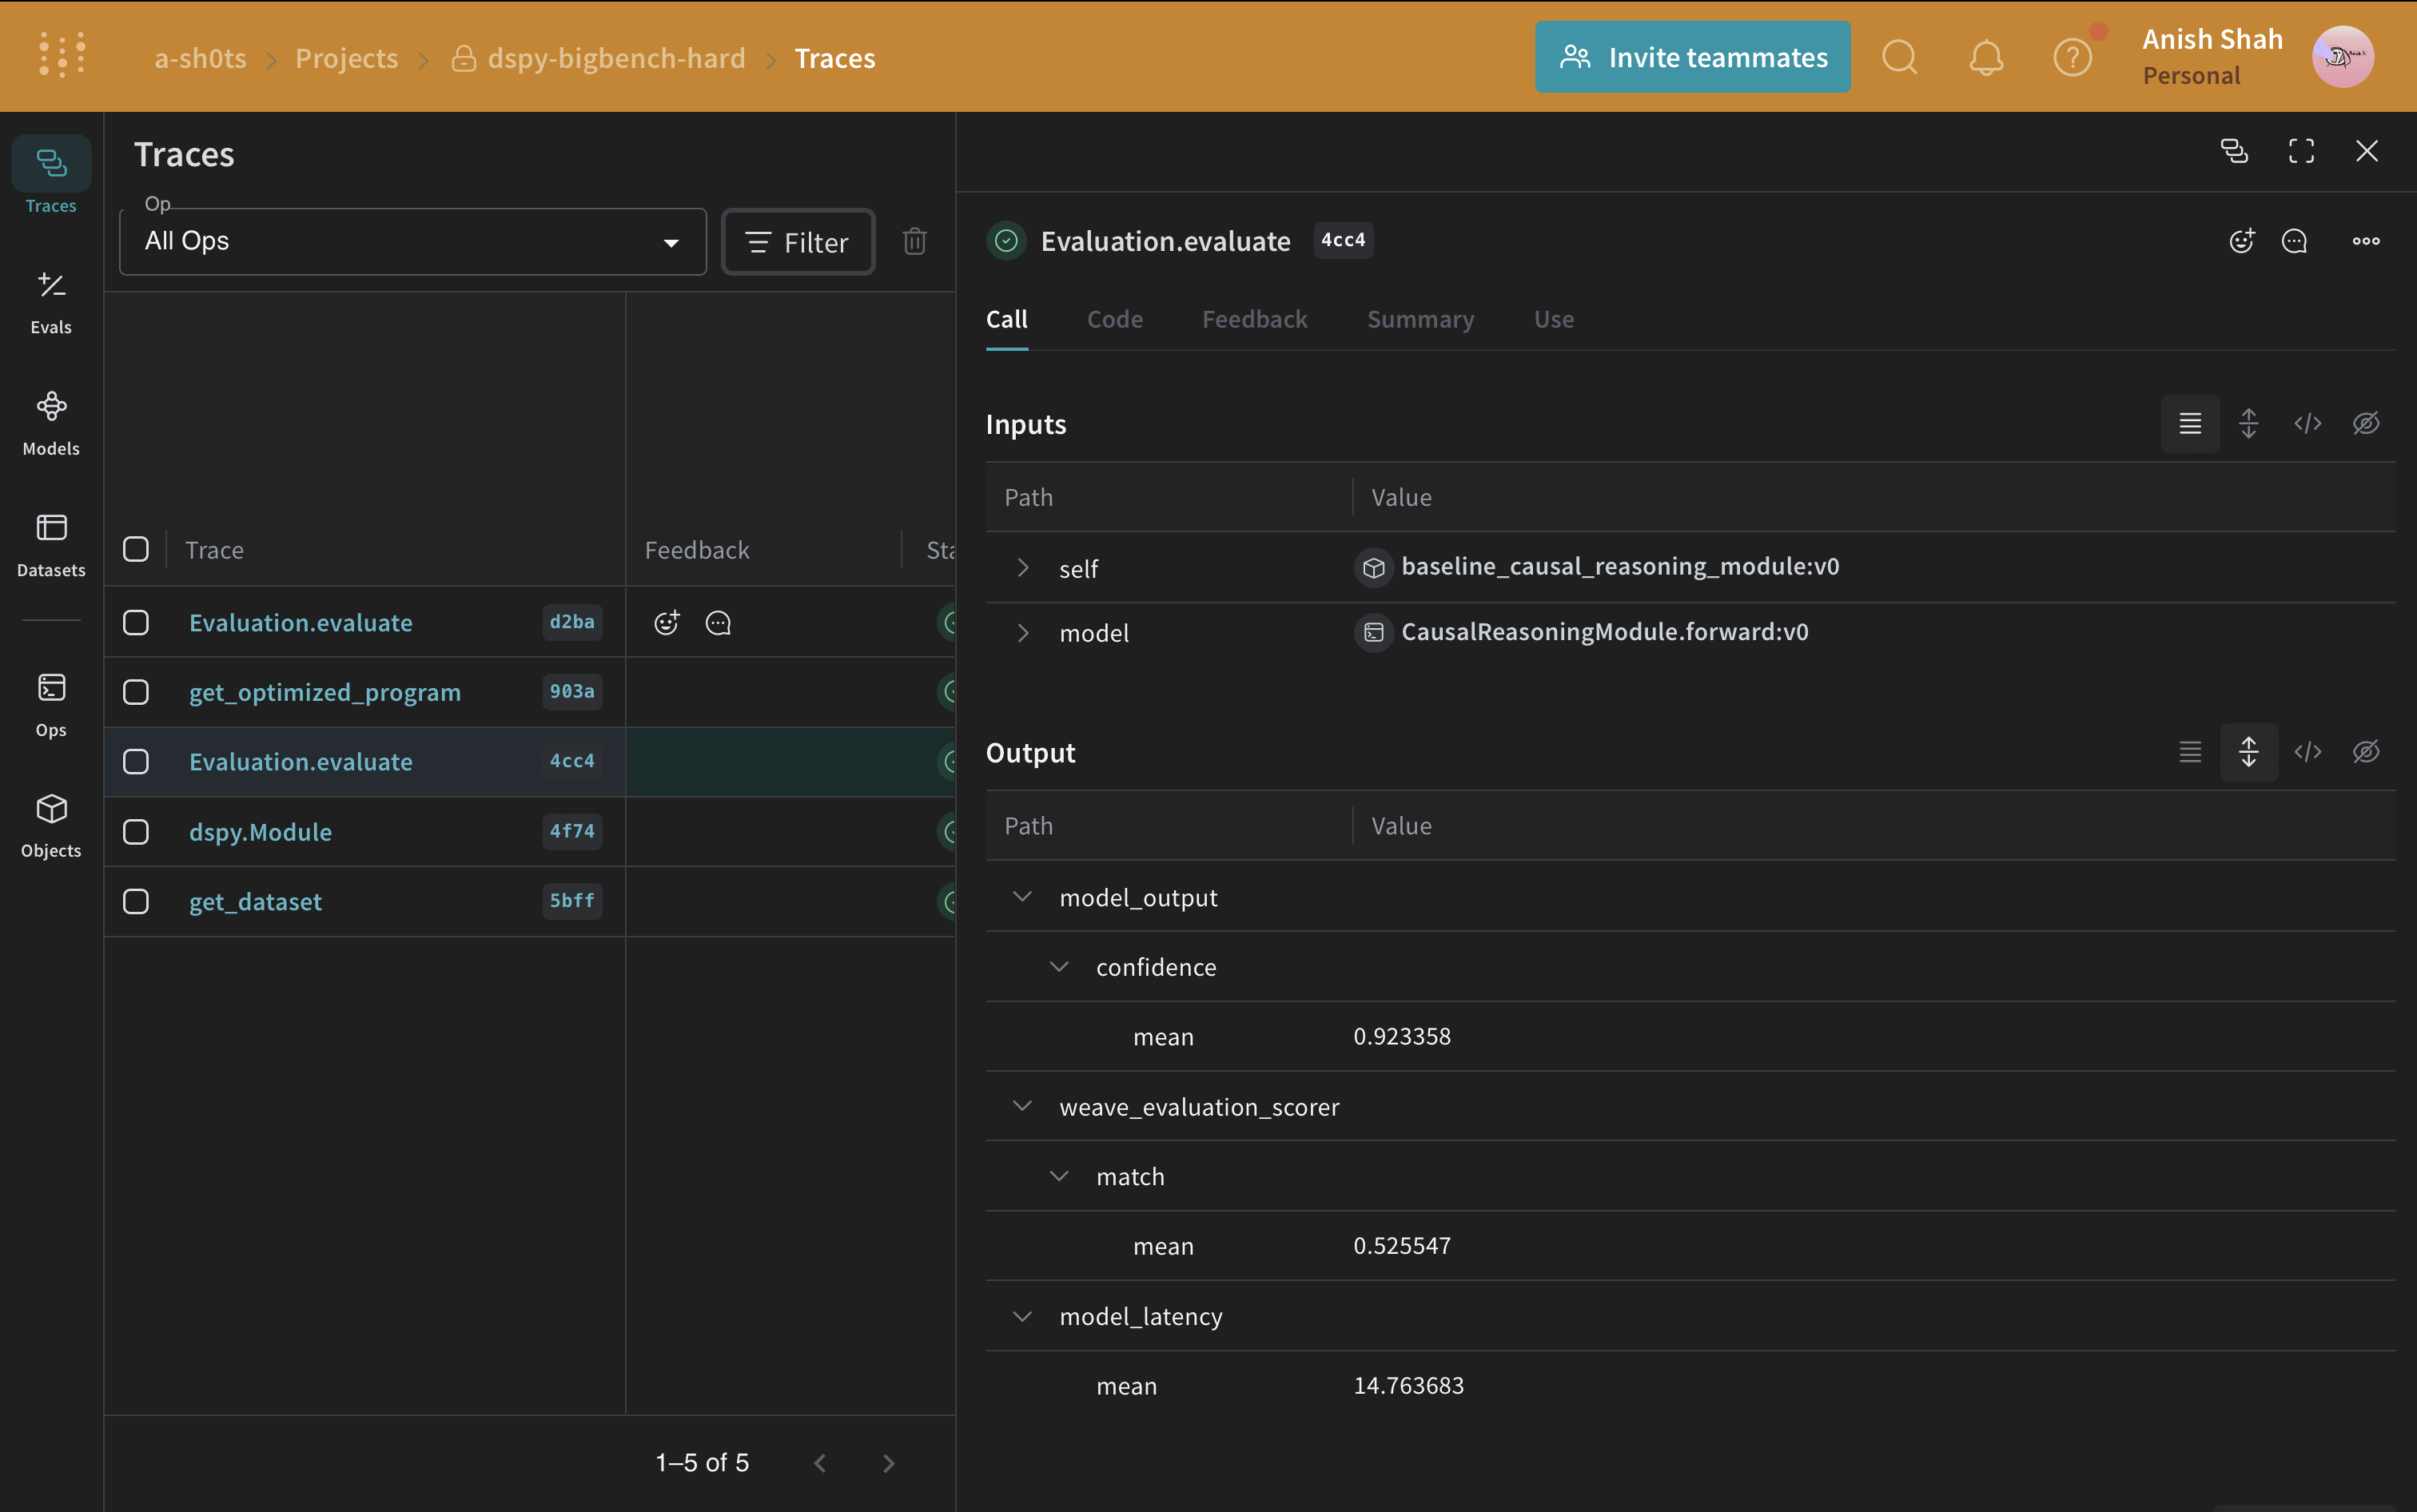 a-sh0ts > Projects > dspy-bigbench-hard > Traces
Invite teammates
Anish Shah
Personal
Traces
Evals
Models
Datasets
Ops
Objects
Traces
Op
All Ops
Filter
Trace Feedback Sta
Evaluation.evaluate d2ba
get_optimized_program 903a
Evaluation.evaluate 4cc4
dspy.Module 4f74
get_dataset 5bff
1–5 of 5
Evaluation.evaluate 4cc4
Call Code Feedback Summary Use
Inputs
Path Value
self baseline_causal_reasoning_module:v0
model CausalReasoningModule.forward:v0
Output
Path Value
model_output
confidence
mean 0.923358
weave_evaluation_scorer
match
mean 0.525547
model_latency
mean 14.763683